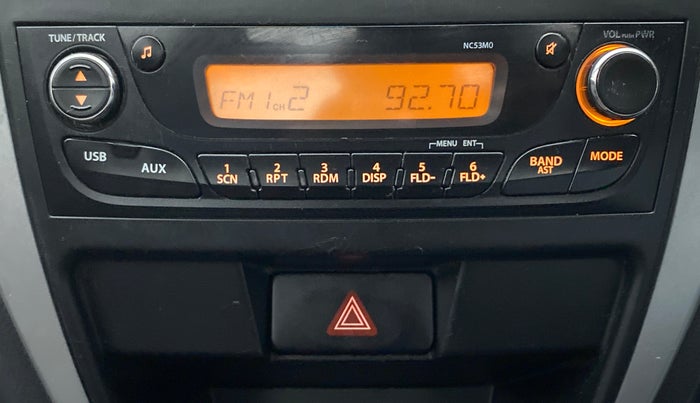 TUNE/TRACK
NC53M0
VOL PUSH PWR
FM1 CH2 92.70
USB AUX
MENU ENT
1 SCN
2 RPT
3 RDM
4 DISP
5 FLD-
6 FLD+
BAND AST
MODE